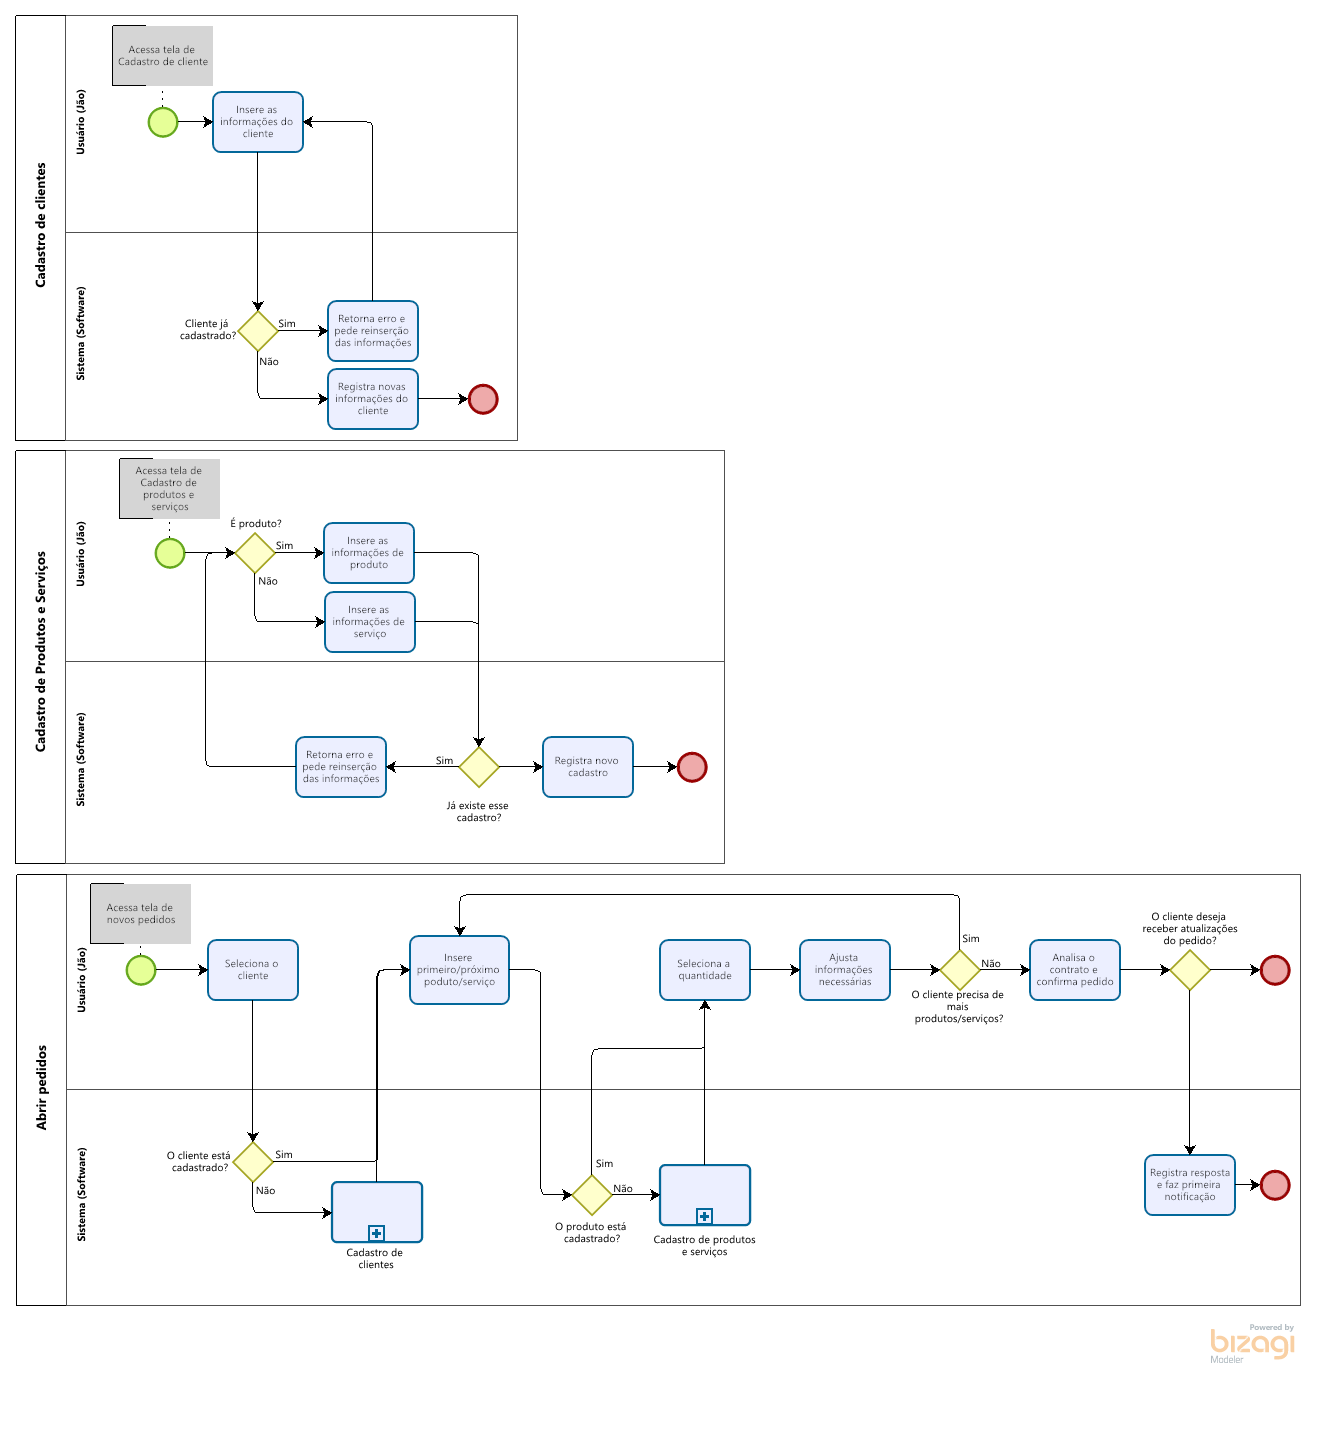 Cadastro de clientes
Usuário (Jão)
Acessa tela de
Cadastro de cliente
Insere as
informações do
cliente
Sistema (Software)
Cliente já
cadastrado?
Sim
Não
Retorna erro e
pede reinserção
das informações
Registra novas
informações do
cliente
Cadastro de Produtos e Serviços
Usuário (Jão)
Acessa tela de
Cadastro de
produtos e
serviços
É produto?
Sim
Não
Insere as
informações de
produto
Insere as
informações de
serviço
Sistema (Software)
Retorna erro e
pede reinserção
das informações
Sim
Já existe esse
cadastro?
Registra novo
cadastro
Abrir pedidos
Usuário (Jão)
Acessa tela de
novos pedidos
Seleciona o
cliente
Insere
primeiro/próximo
poduto/serviço
Seleciona a
quantidade
Ajusta
informações
necessárias
Sim
Não
O cliente precisa de
mais
produtos/serviços?
Analisa o
contrato e
confirma pedido
O cliente deseja
receber atualizações
do pedido?
Sistema (Software)
O cliente está
cadastrado?
Sim
Não
Cadastro de
clientes
Sim
Não
O produto está
cadastrado?
Cadastro de produtos
e serviços
Registra resposta
e faz primeira
notificação
Powered by
bizagi
Modeler